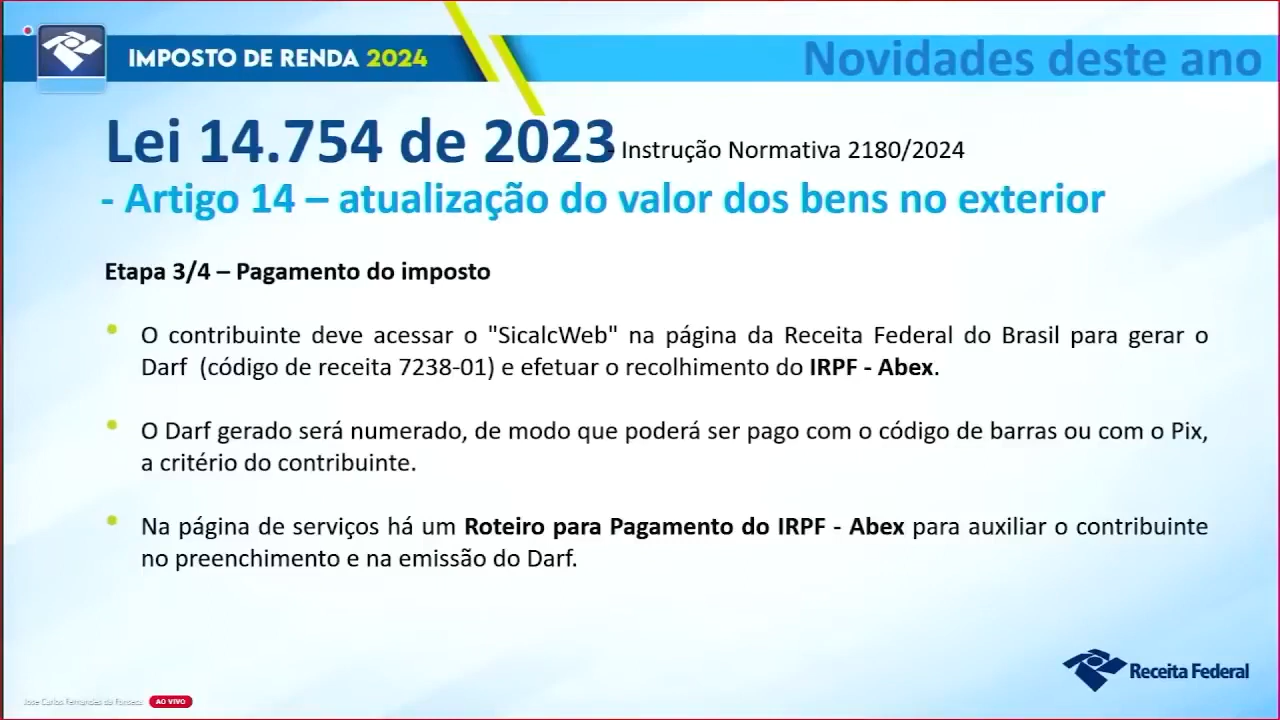 IMPOSTO DE RENDA 2024
Novidades deste ano
Lei 14.754 de 2023 - Instrução Normativa 2180/2024
- Artigo 14 – atualização do valor dos bens no exterior
Etapa 3/4 – Pagamento do imposto
• O contribuinte deve acessar o "SicalcWeb" na página da Receita Federal do Brasil para gerar o
Darf (código de receita 7238-01) e efetuar o recolhimento do IRPF - Abex.
• O Darf gerado será numerado, de modo que poderá ser pago com o código de barras ou com o Pix,
a critério do contribuinte.
• Na página de serviços há um Roteiro para Pagamento do IRPF - Abex para auxiliar o contribuinte
no preenchimento e na emissão do Darf.
Receita Federal
Jose Carlos Fernandes da Fonseca AO VIVO